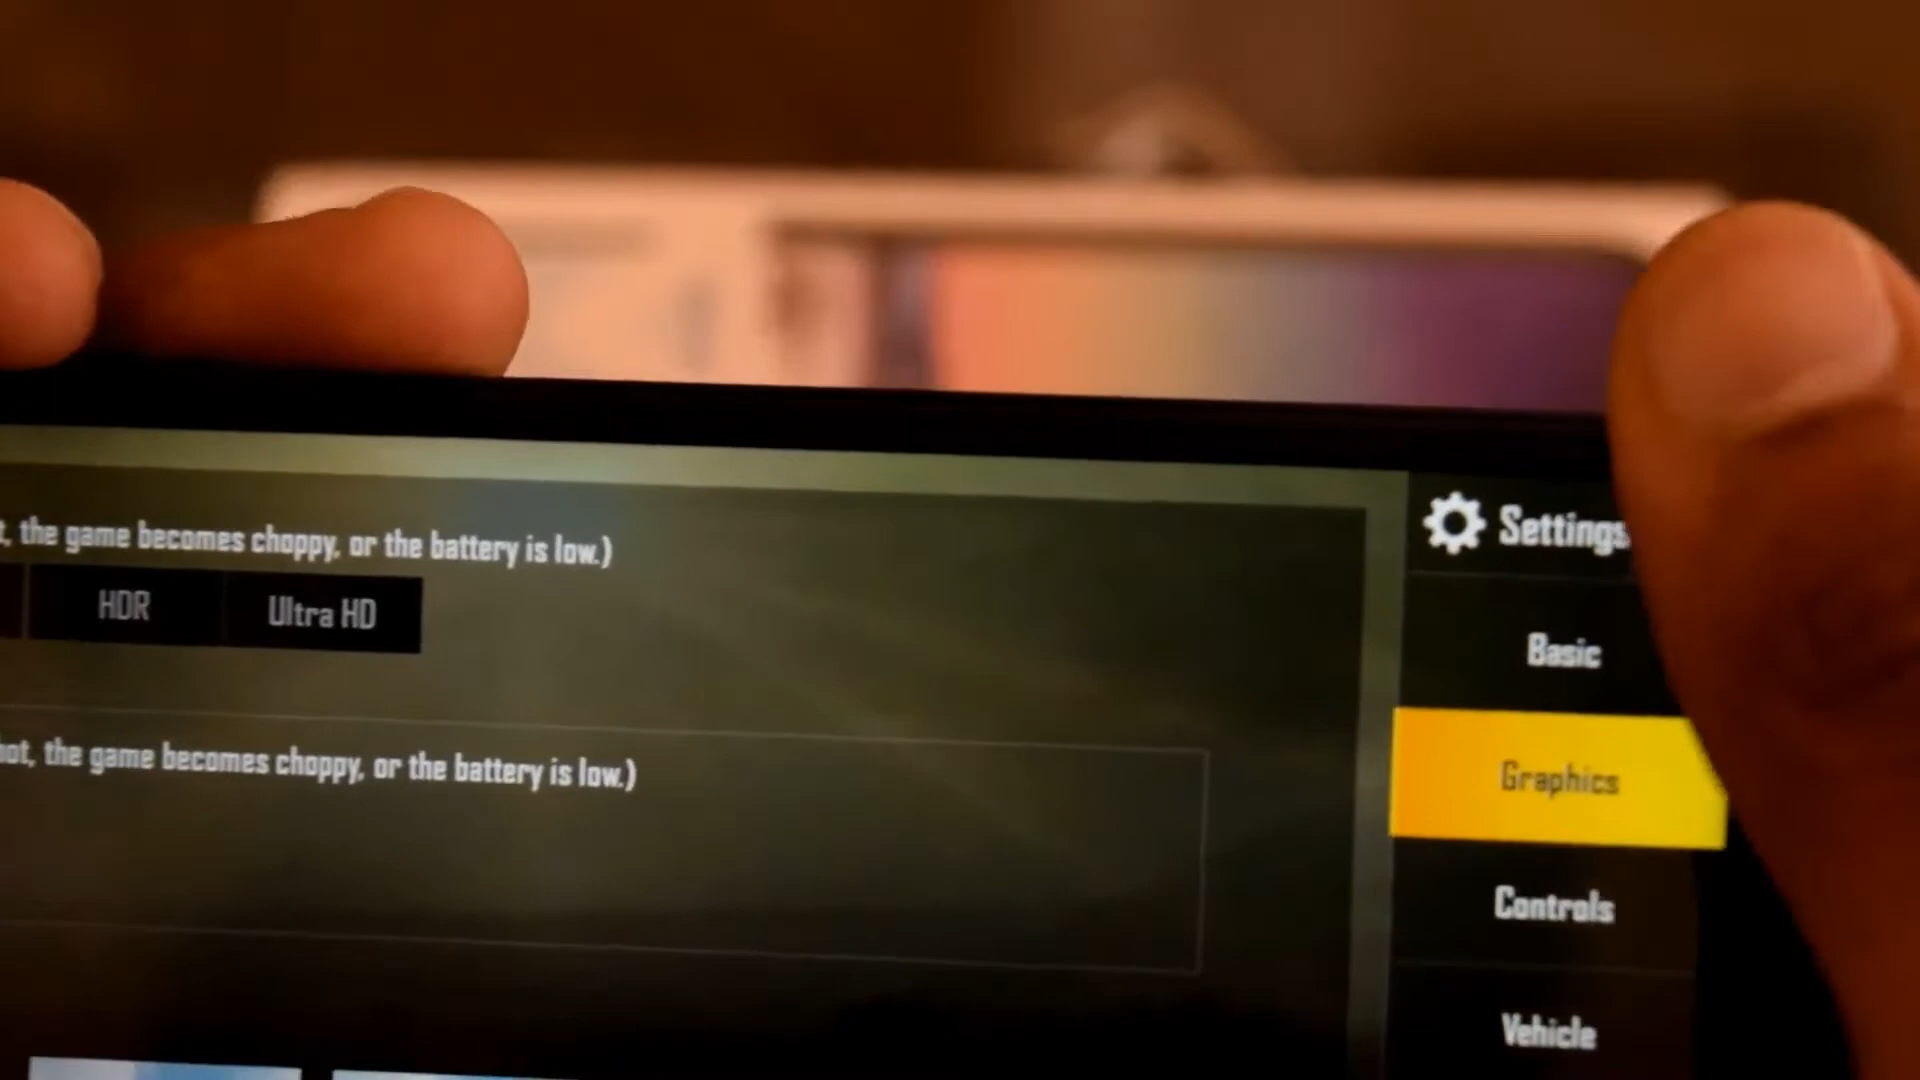 t, the game becomes choppy, or the battery is low.)
HDR
Ultra HD
hot, the game becomes choppy, or the battery is low.)
Settings
Basic
Graphics
Controls
Vehicle